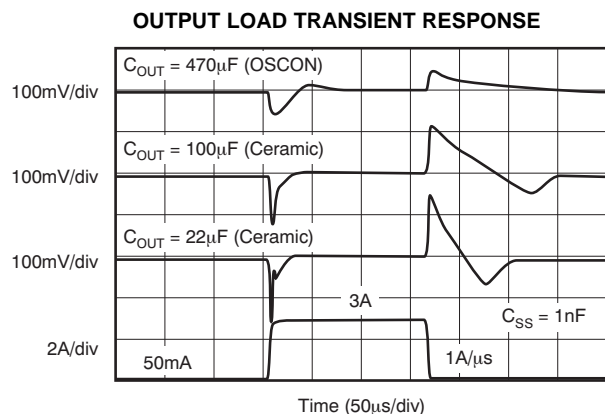 OUTPUT LOAD TRANSIENT RESPONSE
C_OUT = 470μF (OSCON)
100mV/div
C_OUT = 100μF (Ceramic)
100mV/div
C_OUT = 22μF (Ceramic)
100mV/div
3A
C_SS = 1nF
2A/div
50mA
1A/μs
Time (50μs/div)